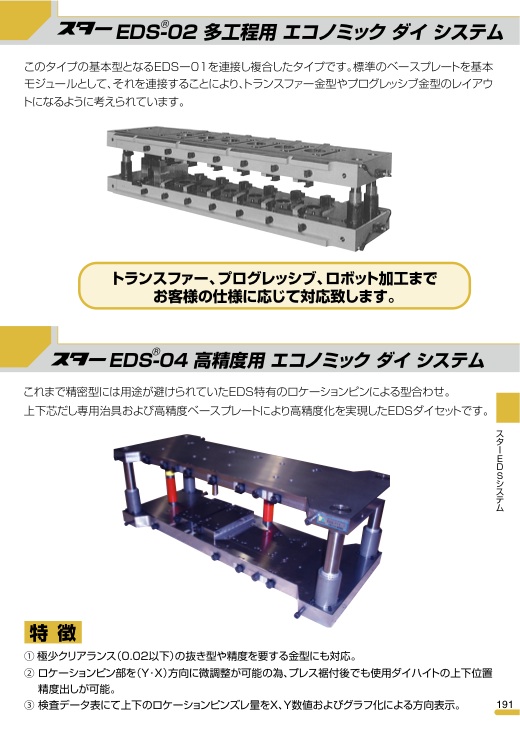 スター EDS®-02 多工程用 エコノミック ダイ システム
このタイプの基本型となるEDSー01を連接し複合したタイプです。標準のベースプレートを基本
モジュールとして、それを連接することにより、トランスファー金型やプログレッシブ金型のレイアウ
トになるように考えられています。
トランスファー、プログレッシブ、ロボット加工まで
お客様の仕様に応じて対応致します。
スター EDS®-04 高精度用 エコノミック ダイ システム
これまで精密型には用途が避けられていたEDS特有のロケーションピンによる型合わせ。
上下芯だし専用治具および高精度ベースプレートにより高精度化を実現したEDSダイセットです。
スターEDSシステム
特 徴
① 極少クリアランス(0.02以下)の抜き型や精度を要する金型にも対応。
② ロケーションピン部を(Y・X)方向に微調整が可能の為、プレス裾付後でも使用ダイハイトの上下位置
精度出しが可能。
③ 検査データ表にて上下のロケーションピンズレ量をX、Y数値およびグラフ化による方向表示。
191